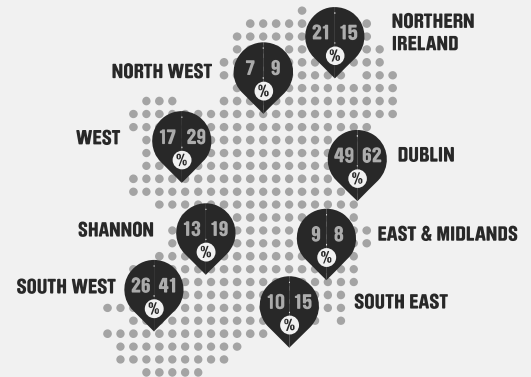 21 15
%
NORTHERN
IRELAND
NORTH WEST
7 9
%
WEST
17 29
%
49 62
%
DUBLIN
SHANNON
13 19
%
9 8
%
EAST & MIDLANDS
SOUTH WEST
26 41
%
10 15
%
SOUTH EAST